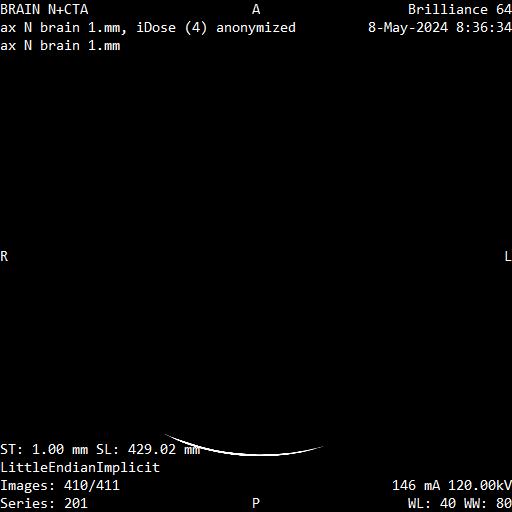 BRAIN N+CTA
A
Brilliance 64
ax N brain 1.mm, iDose (4) anonymized
8-May-2024 8:36:34
ax N brain 1.mm
R
L
ST: 1.00 mm SL: 429.02 mm
LittleEndianImplicit
Images: 410/411
146 mA 120.00kV
Series: 201
P
WL: 40 WW: 80